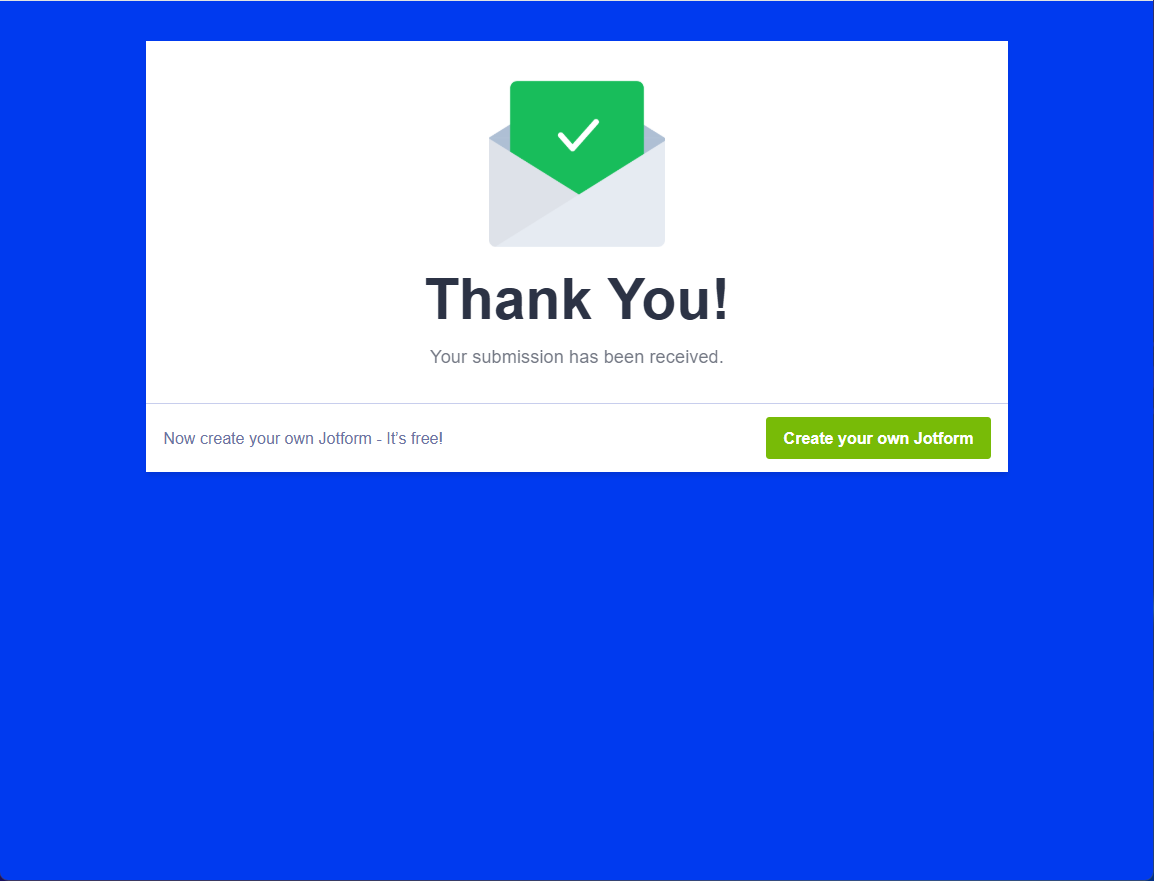 Thank You!
Your submission has been received.
Now create your own Jotform - It’s free!
Create your own Jotform